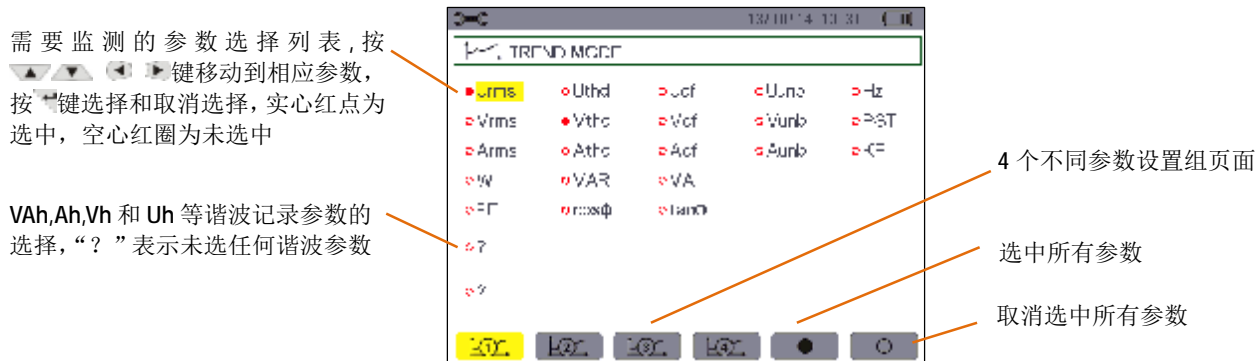 需要监测的参数选择列表,按
键移动到相应参数,
按 键选择和取消选择,实心红点为
选中,空心红圈为未选中
VAh,Ah,Vh 和 Uh 等谐波记录参数的
选择,“?”表示未选任何谐波参数
TREND MODE
Urms Uthd Ucf Uunb Hz
Vrms Vthd Vcf Vunb PST
Arms Athd Acf Aunb KF
W VAR VA
PF cosΦ tanΦ
?
?
1 2 3 4
4 个不同参数设置组页面
选中所有参数
取消选中所有参数